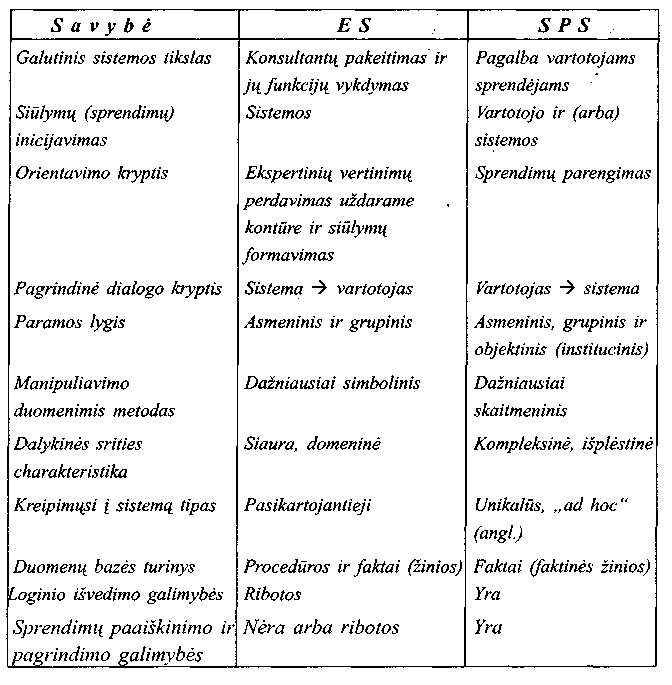 Savybė ES SPS
Galutinis sistemos tikslas Konsultantų pakeitimas ir Pagalba vartotojams
jų funkcijų vykdymas sprendėjams
Siūlymų (sprendimų) Sistemos Vartotojo ir (arba)
inicijavimas sistemos
Orientavimo kryptis Ekspertinių vertinimų Sprendimų parengimas
perdavimas uždarame
kontūre ir siūlymų
formavimas
Pagrindinė dialogo kryptis Sistema → vartotojas Vartotojas → sistema
Paramos lygis Asmeninis ir grupinis Asmeninis, grupinis ir
objektinis (institucinis)
Manipuliavimo Dažniausiai simbolinis Dažniausiai
duomenimis metodas skaitmeninis
Dalykinės srities Siaura, domeninė Kompleksinė, išplėstinė
charakteristika
Kreipimųsi į sistemą tipas Pasikartojantieji Unikalūs, „ad hoc“
(angl.)
Duomenų bazės turinys Procedūros ir faktai (žinios) Faktai (faktinės žinios)
Loginio išvedimo galimybės Ribotos Yra
Sprendimų paaiškinimo ir Nėra arba ribotos Yra
pagrindimo galimybės